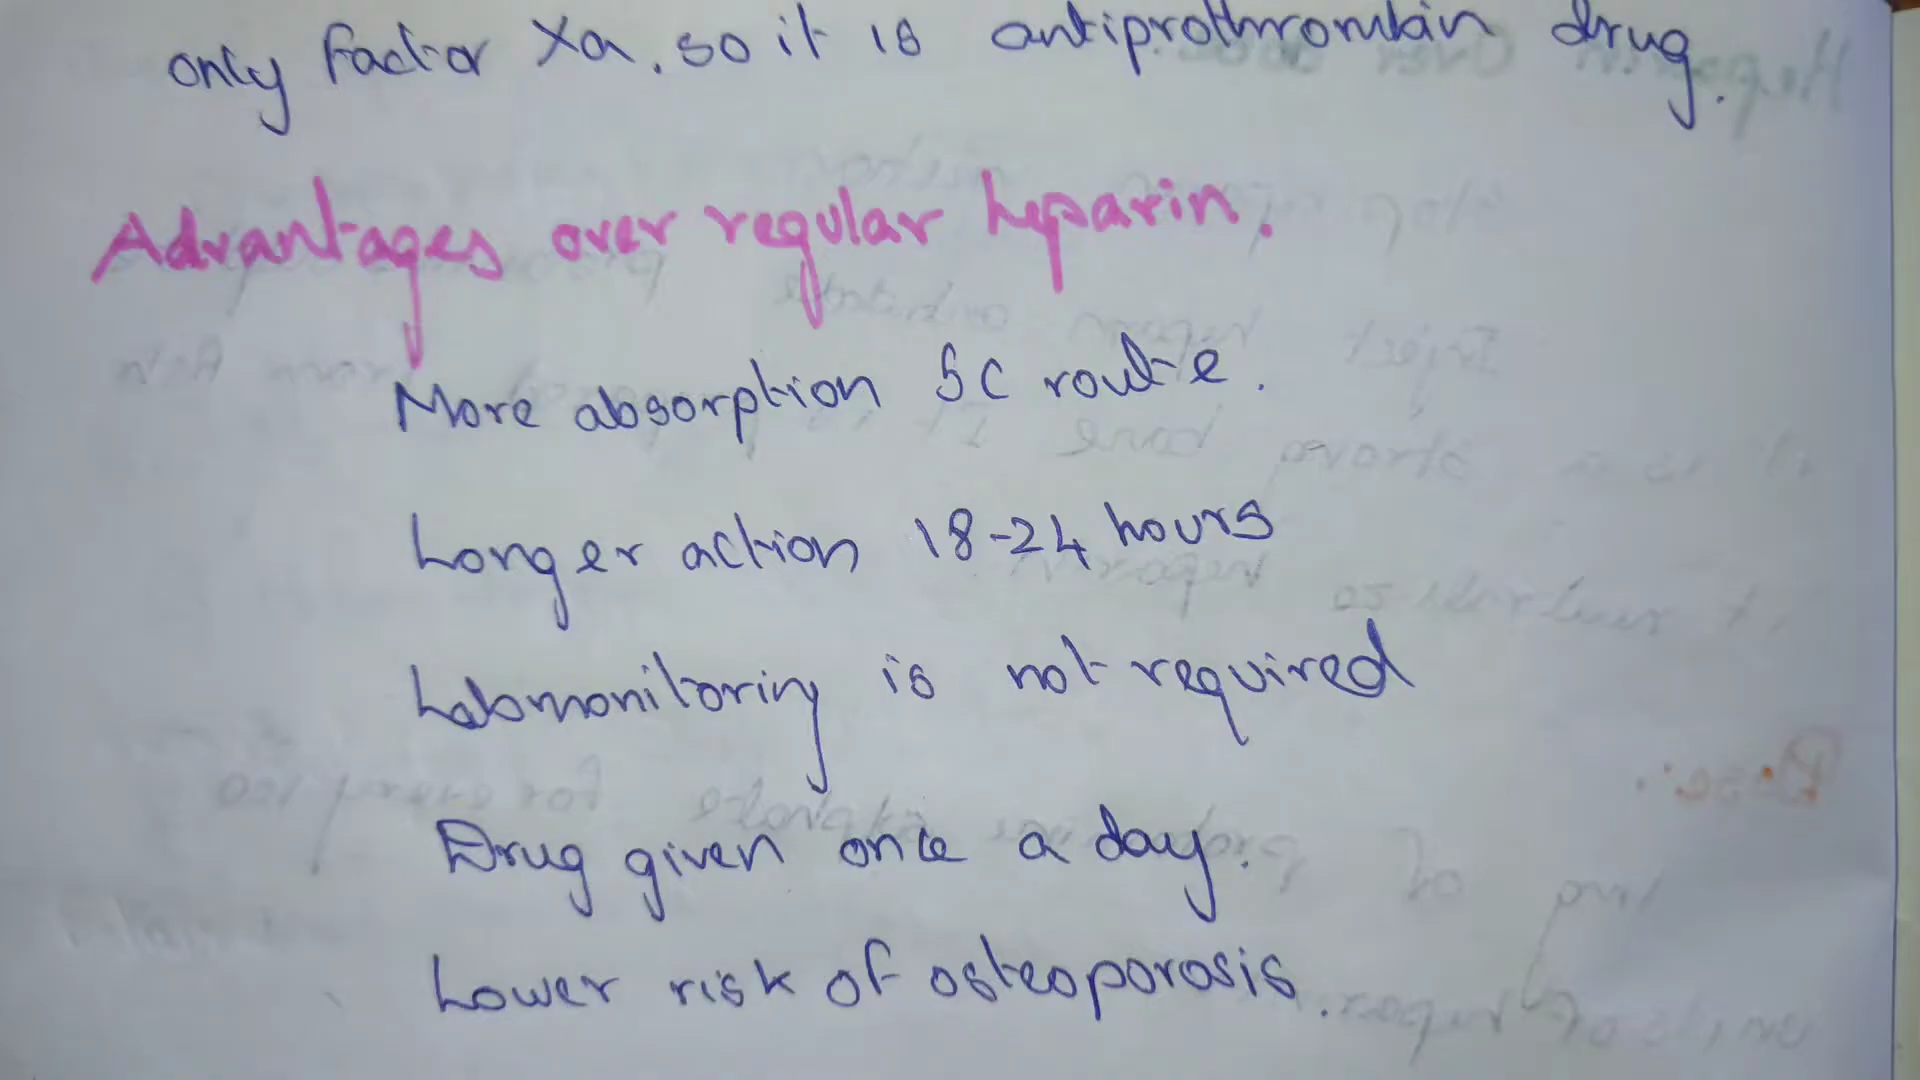 only factor Xa. so it is antiprothrombin drug.
Advantages over regular heparin.
More absorption SC route.
Longer action 18-24 hours
Labmonitoring is not required
Drug given once a day.
Lower risk of osteoporosis.